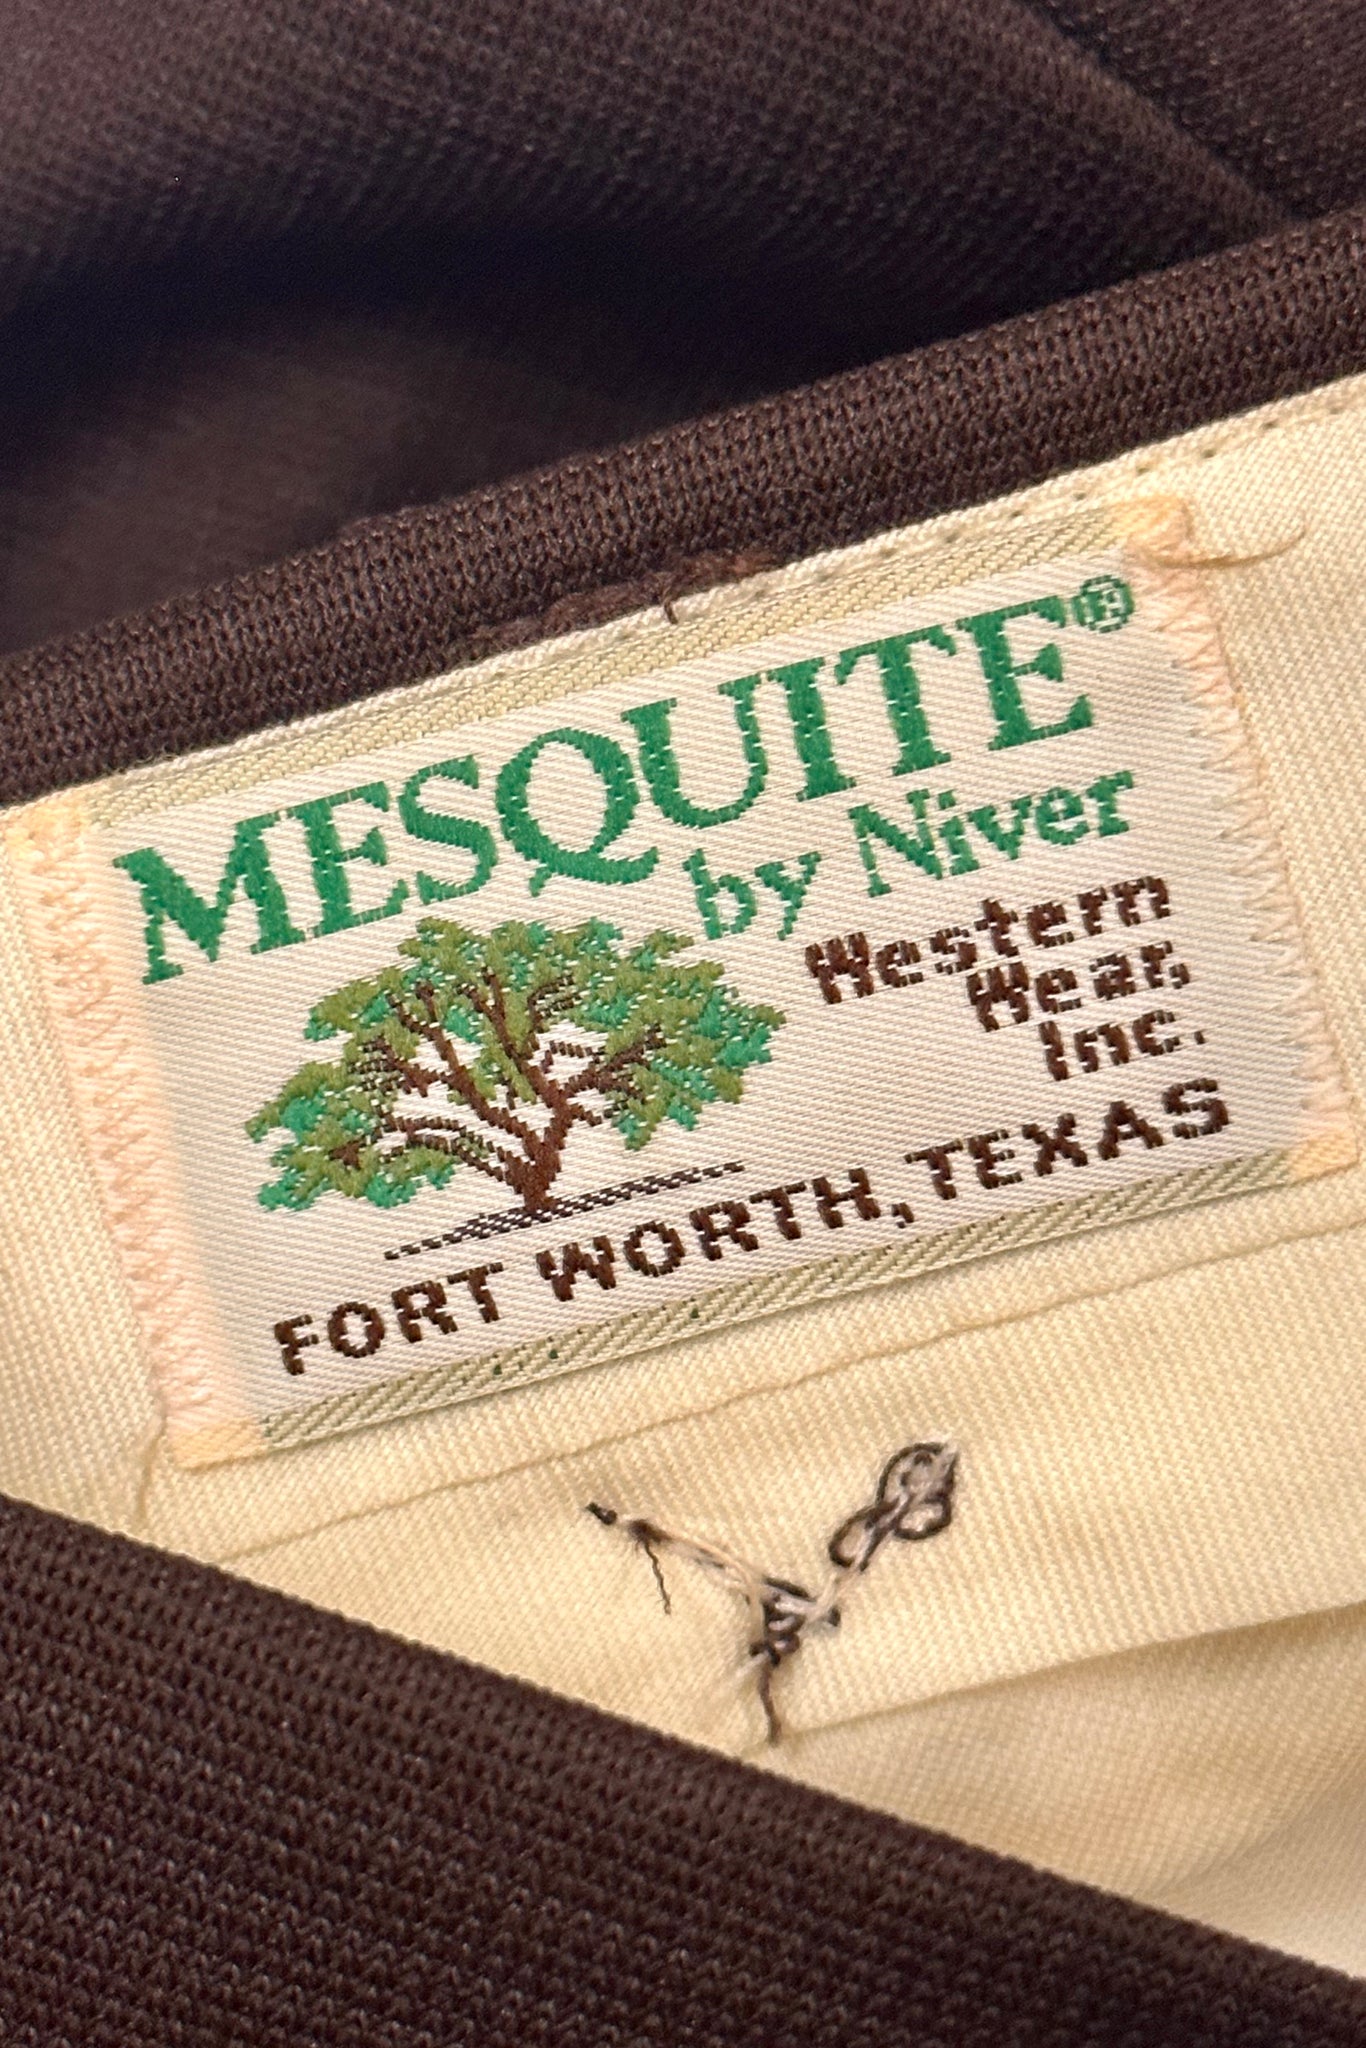 MESQUITE®
by Niver
Western
Wear,
Inc.
FORT WORTH, TEXAS